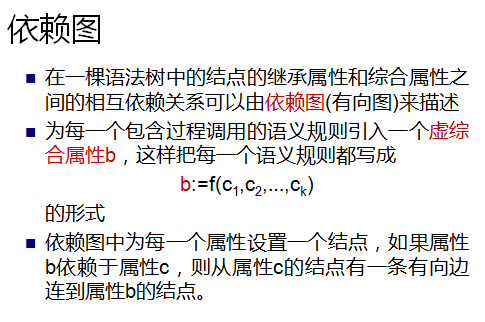 依赖图
在一棵语法树中的结点的继承属性和综合属性之
间的相互依赖关系可以由依赖图(有向图)来描述
为每一个包含过程调用的语义规则引入一个虚综
合属性b，这样把每一个语义规则都写成
b:=f(c1,c2,...,ck)
的形式
依赖图中为每一个属性设置一个结点，如果属性
b依赖于属性c，则从属性c的结点有一条有向边
连到属性b的结点。